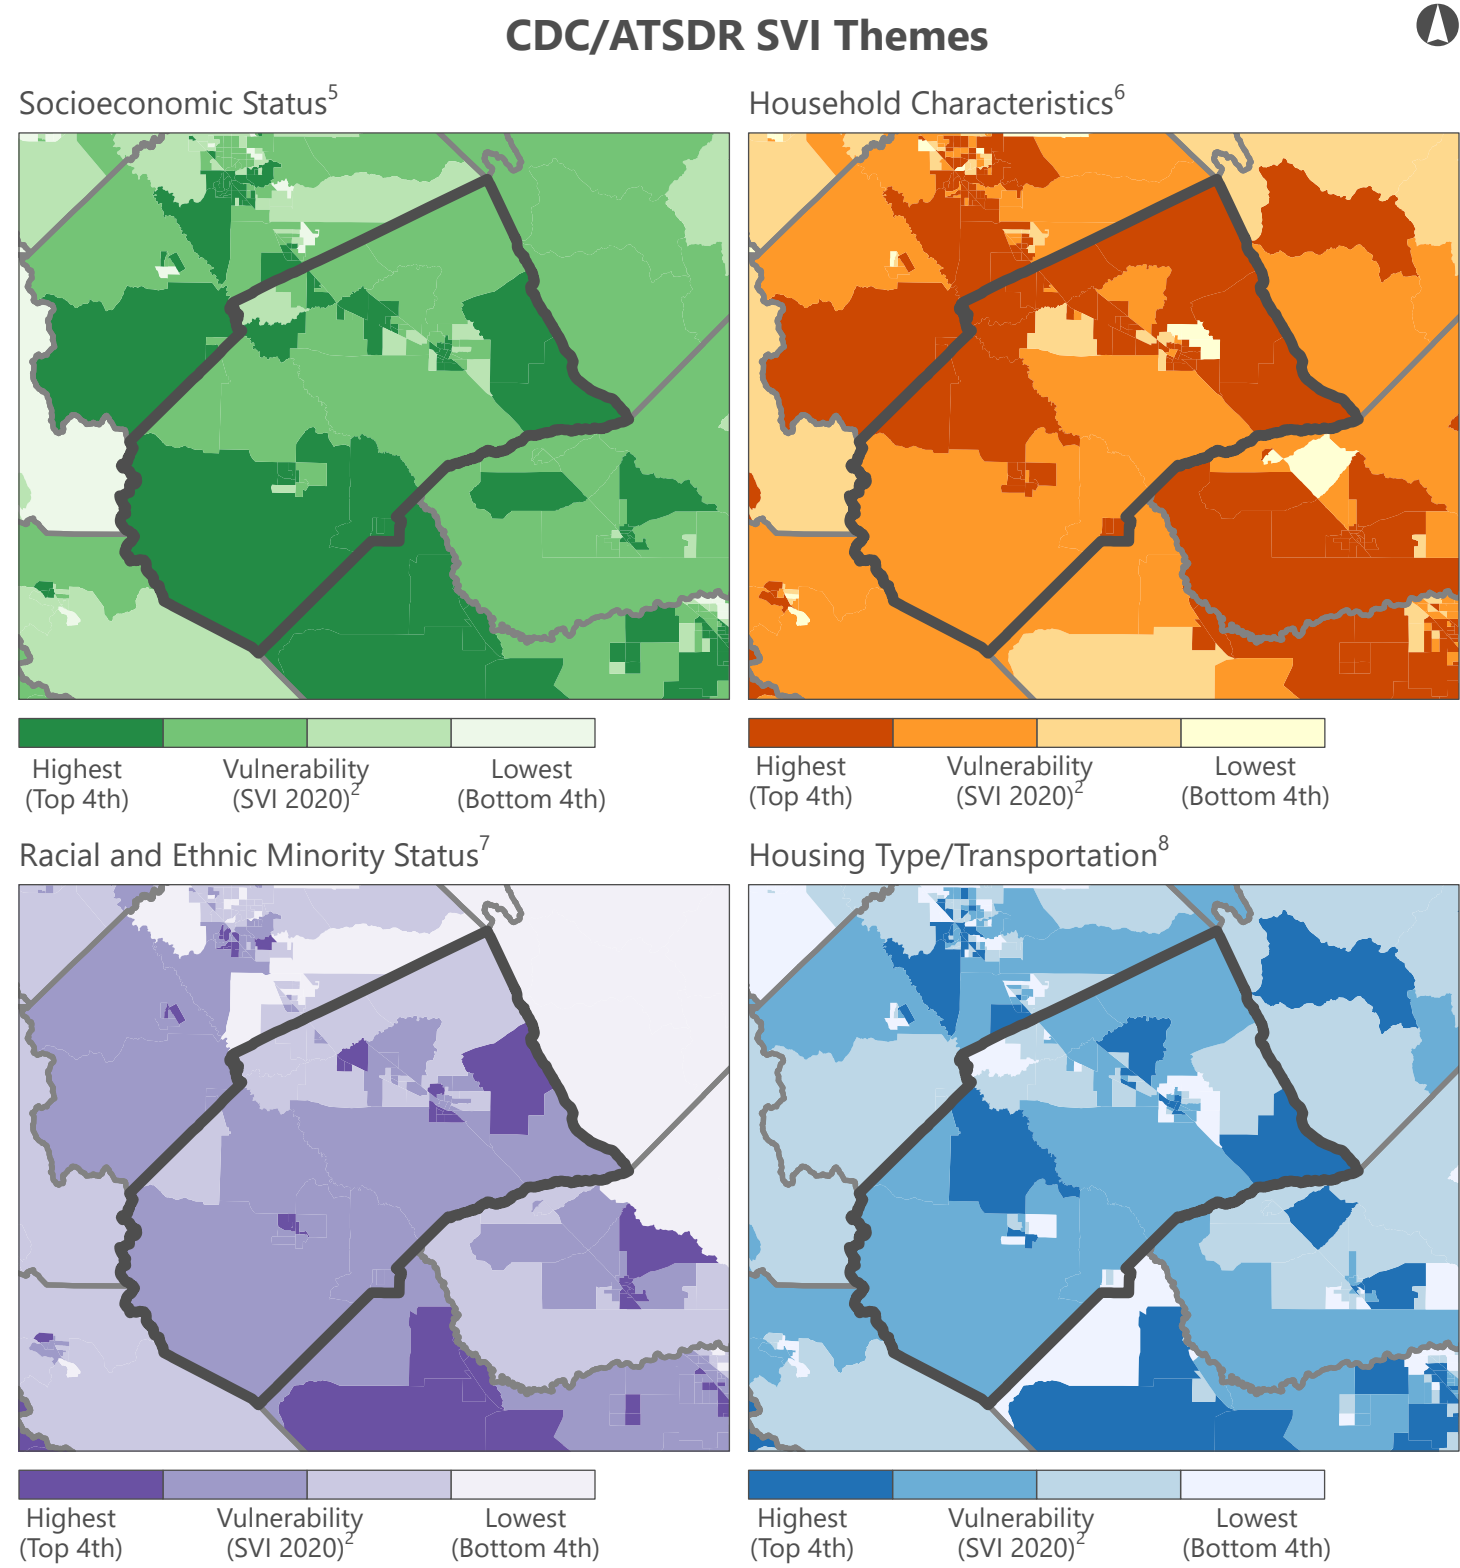 CDC/ATSDR SVI Themes
Socioeconomic Status⁵
Household Characteristics⁶
Highest
(Top 4th)
Vulnerability
(SVI 2020)²
Lowest
(Bottom 4th)
Highest
(Top 4th)
Vulnerability
(SVI 2020)²
Lowest
(Bottom 4th)
Racial and Ethnic Minority Status⁷
Housing Type/Transportation⁸
Highest
(Top 4th)
Vulnerability
(SVI 2020)²
Lowest
(Bottom 4th)
Highest
(Top 4th)
Vulnerability
(SVI 2020)²
Lowest
(Bottom 4th)